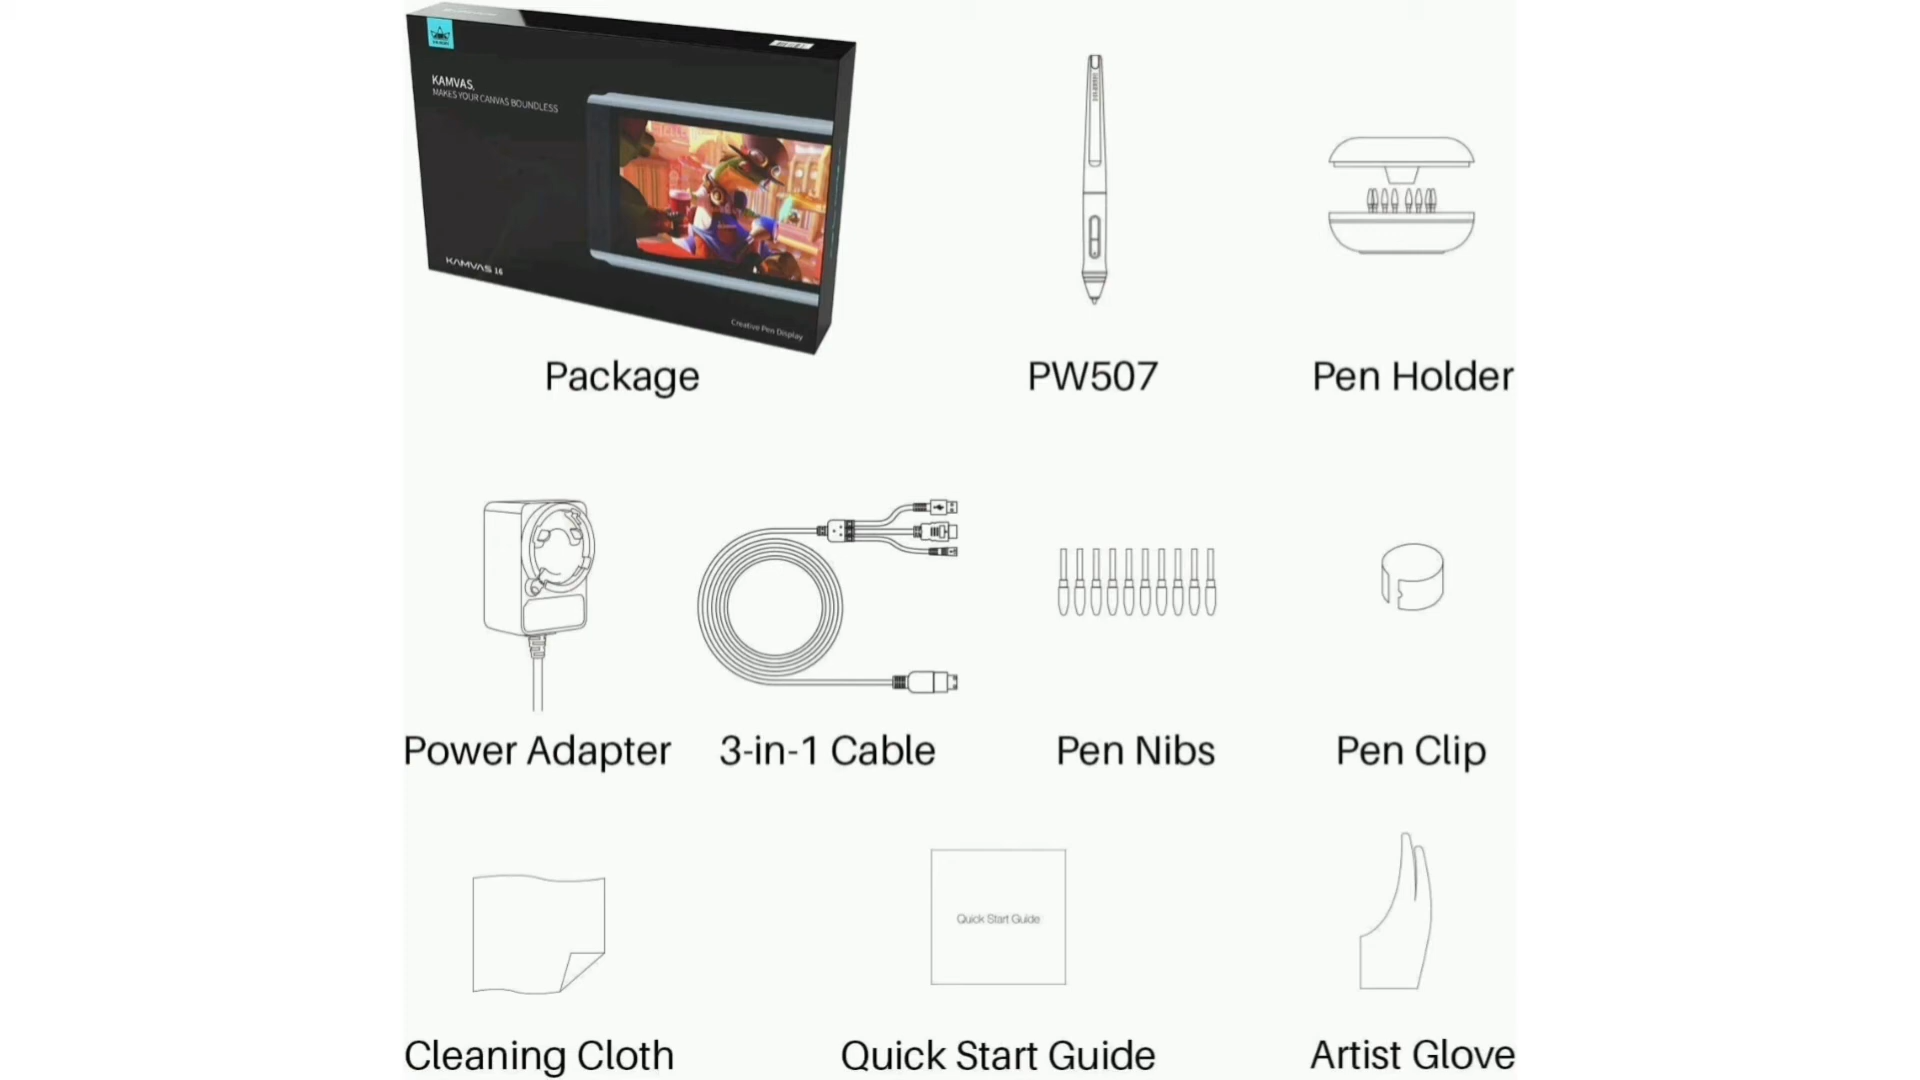 KAMVAS,
MAKES YOUR CANVAS BOUNDLESS
KAMVAS 16
Creative Pen Display
Package
PW507
Pen Holder
Power Adapter
3-in-1 Cable
Pen Nibs
Pen Clip
Quick Start Guide
Cleaning Cloth
Quick Start Guide
Artist Glove